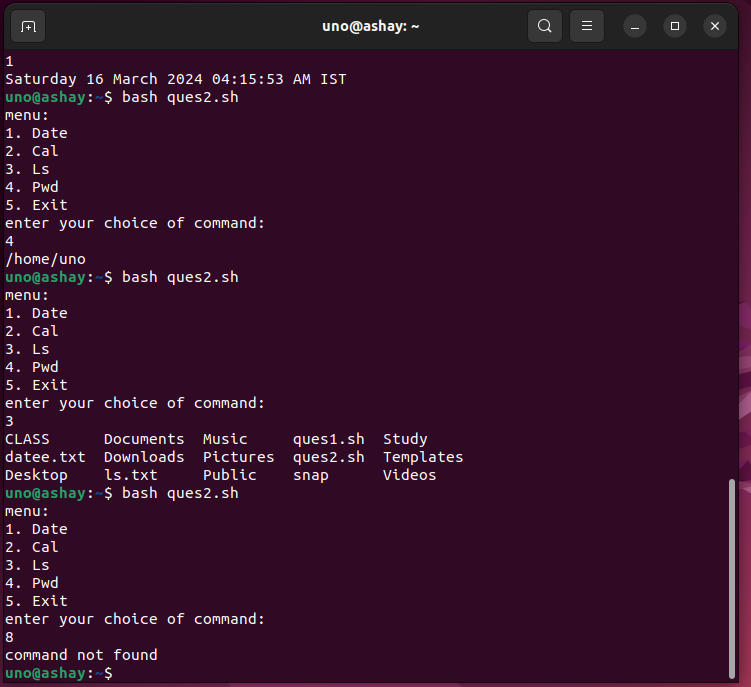 uno@ashay: ~
1
Saturday 16 March 2024 04:15:53 AM IST
uno@ashay:~$ bash ques2.sh
menu:
1. Date
2. Cal
3. Ls
4. Pwd
5. Exit
enter your choice of command:
4
/home/uno
uno@ashay:~$ bash ques2.sh
menu:
1. Date
2. Cal
3. Ls
4. Pwd
5. Exit
enter your choice of command:
3
CLASS      Documents  Music     ques1.sh  Study
datee.txt  Downloads  Pictures  ques2.sh  Templates
Desktop    ls.txt     Public    snap      Videos
uno@ashay:~$ bash ques2.sh
menu:
1. Date
2. Cal
3. Ls
4. Pwd
5. Exit
enter your choice of command:
8
command not found
uno@ashay:~$